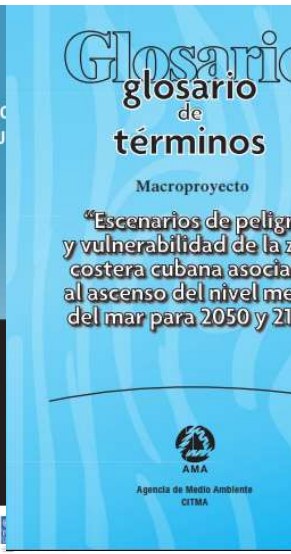 Glosario
glosario
de
términos
Macroproyecto
“Escenarios de peligr
y vulnerabilidad de la z
costera cubana asocia
al ascenso del nivel me
del mar para 2050 y 21
AMA
Agencia de Medio Ambiente
CITMA